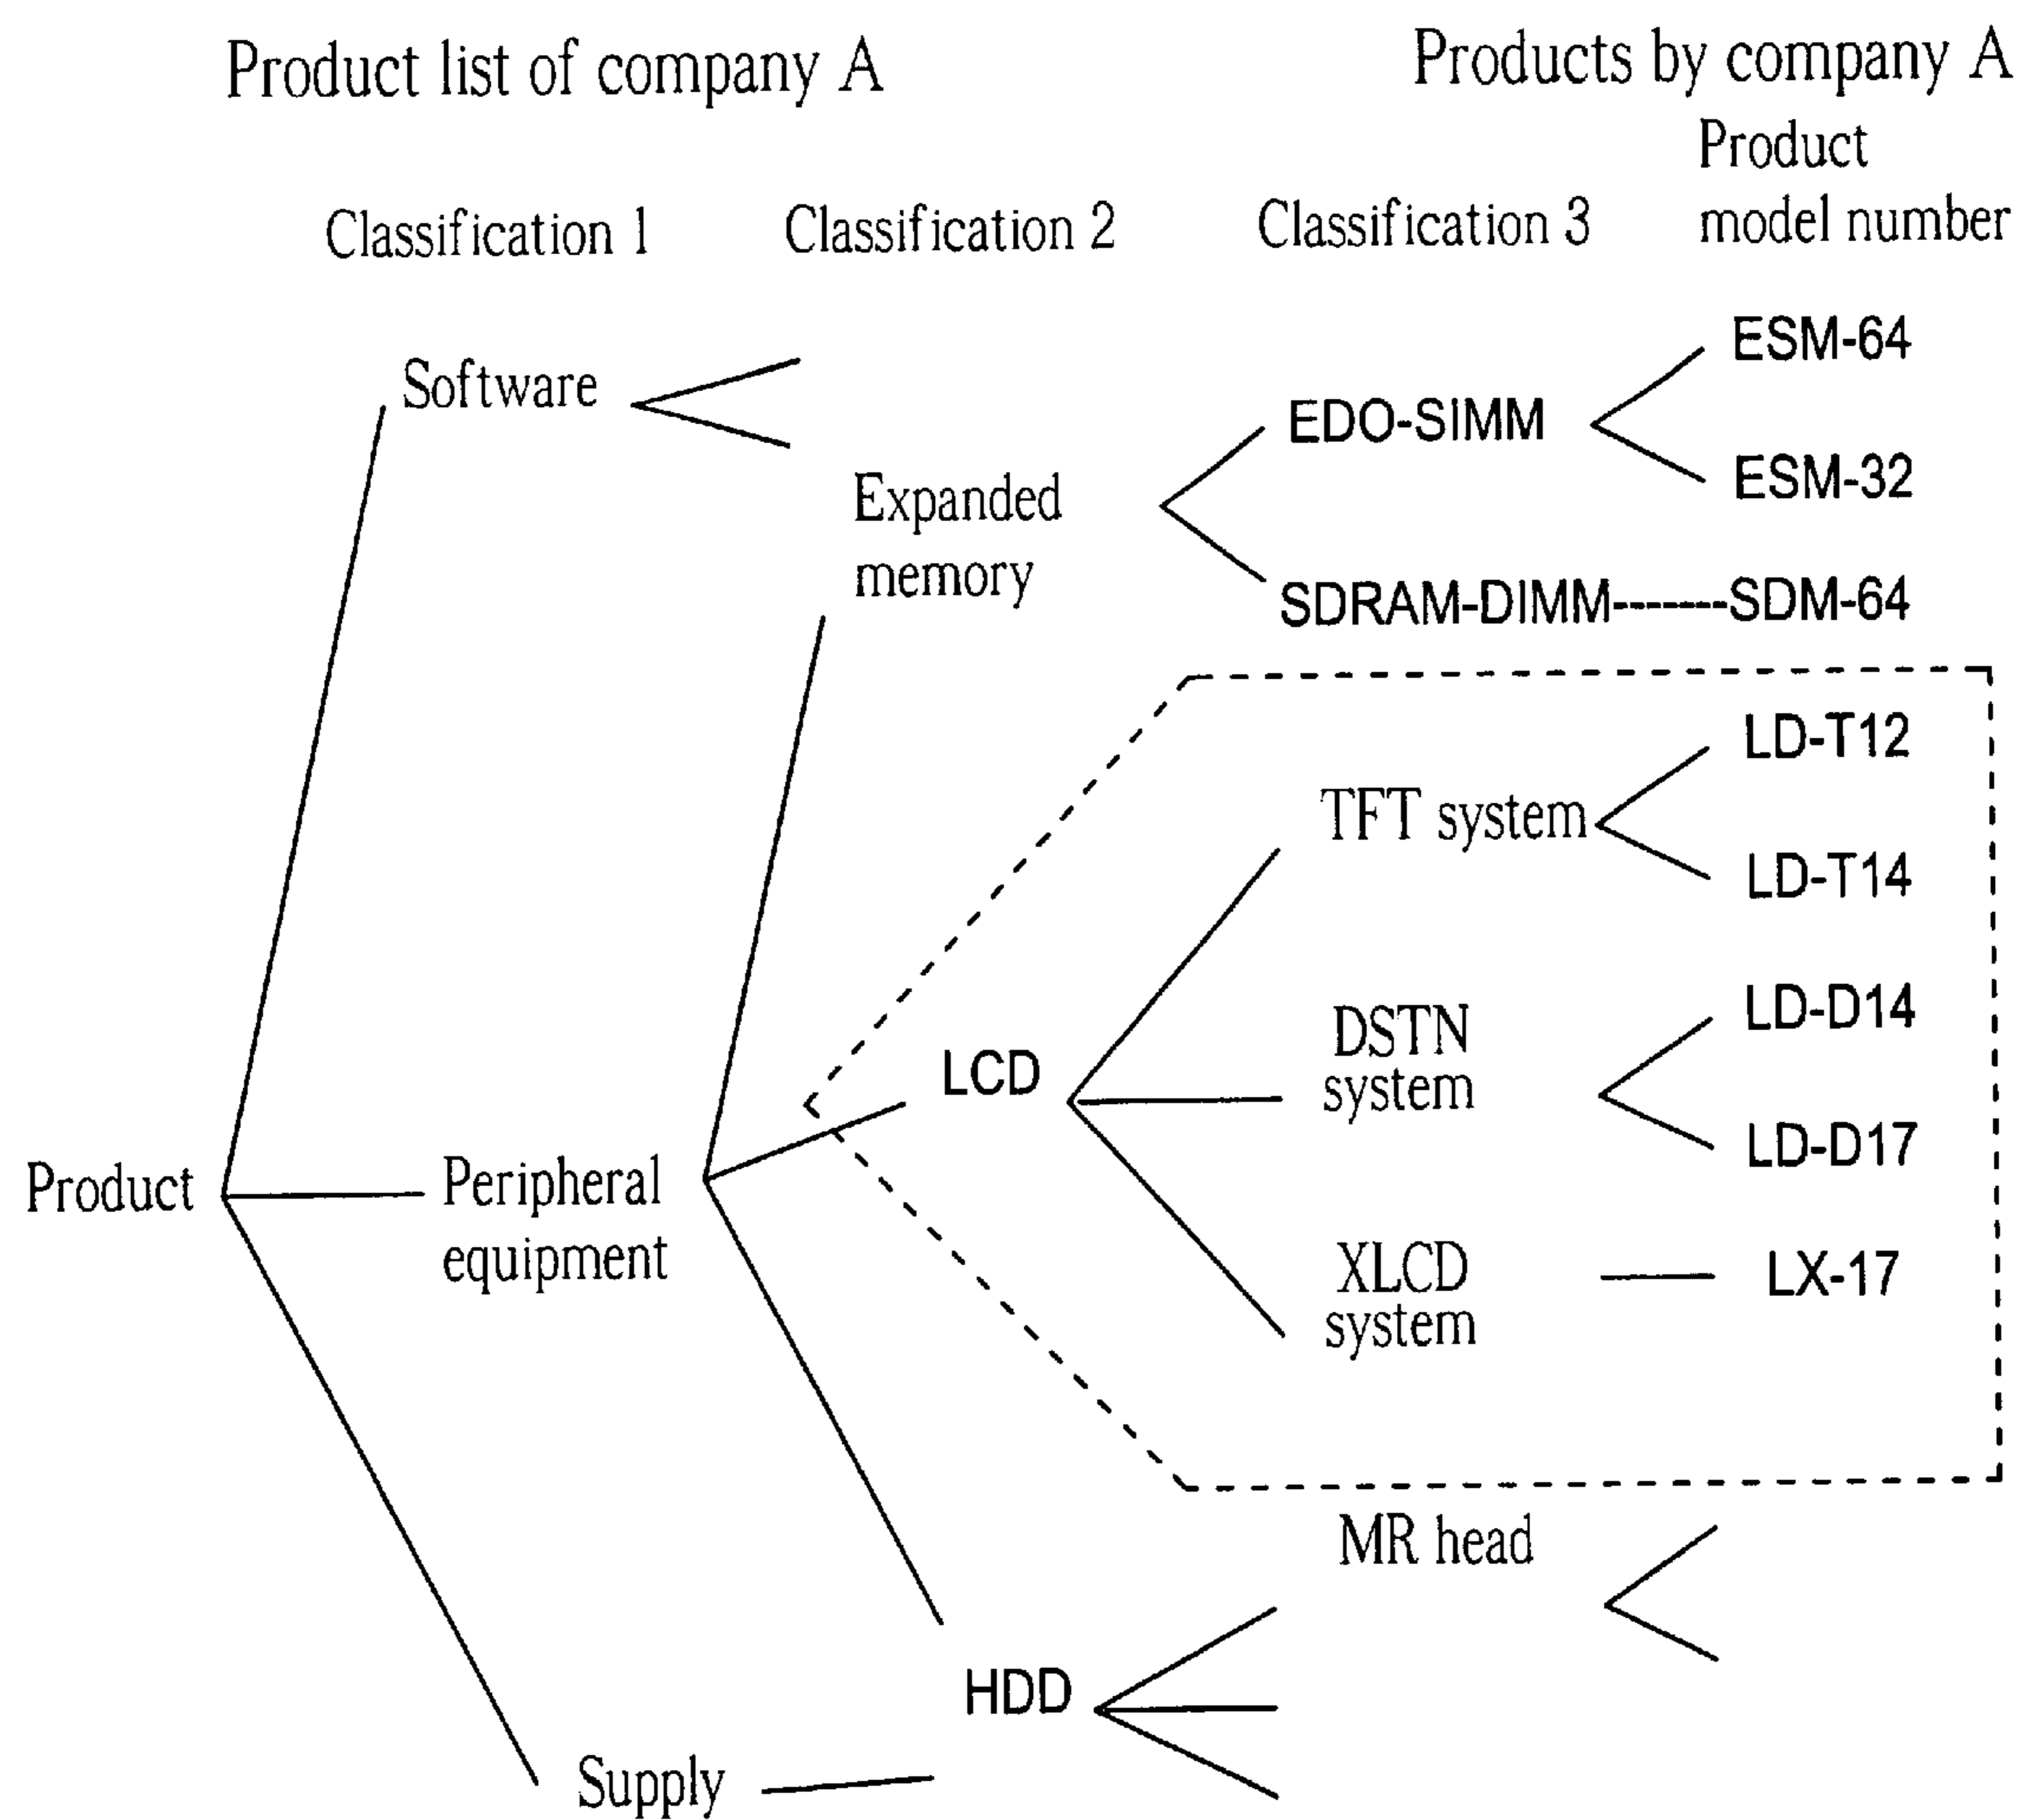 Product list of company A
Products by company A
Product
model number
Classification 1
Classification 2
Classification 3
Software
Expanded
memory
EDO-SIMM
ESM-64
ESM-32
SDRAM-DIMM-------SDM-64
LD-T12
TFT system
LD-T14
LCD
DSTN
system
LD-D14
LD-D17
Product
Peripheral
equipment
XLCD
system
LX-17
MR head
HDD
Supply